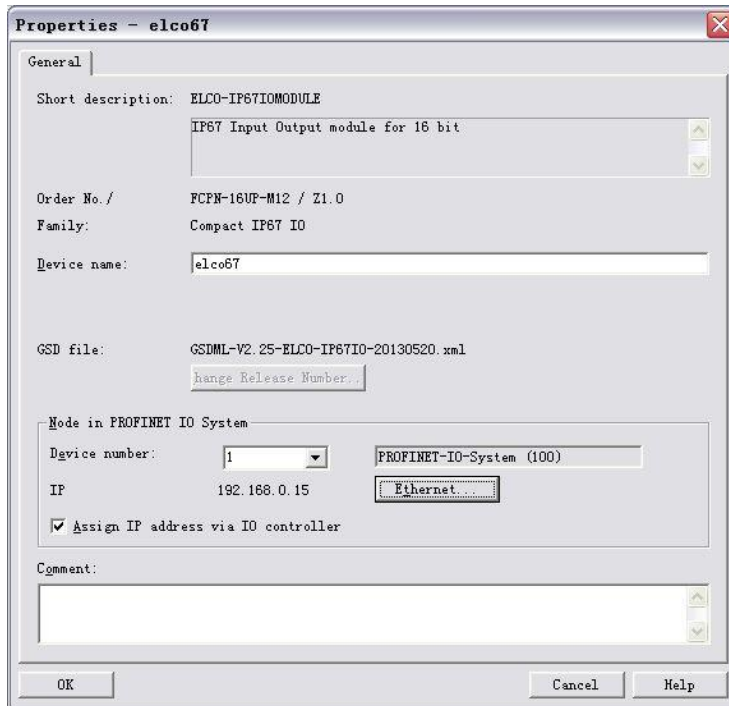 Properties - elco67
General
Short description: ELCO-IP67IOMODULE
IP67 Input Output module for 16 bit
Order No./ FCPN-16UP-M12 / Z1.0
Family: Compact IP67 IO
Device name: elco67
GSD file: GSDML-V2.25-ELCO-IP67IO-20130520.xml
hange Release Number..
Node in PROFINET IO System
Device number: 1 PROFINET-IO-System (100)
IP 192.168.0.15 Ethernet...
Assign IP address via IO controller
Comment:
OK Cancel Help